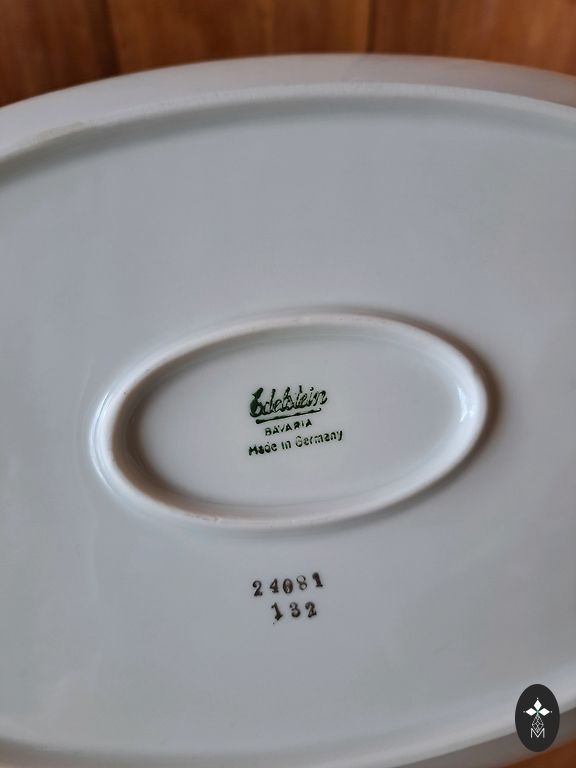 Edelstein
BAVARIA
Made in Germany
24081
132
M